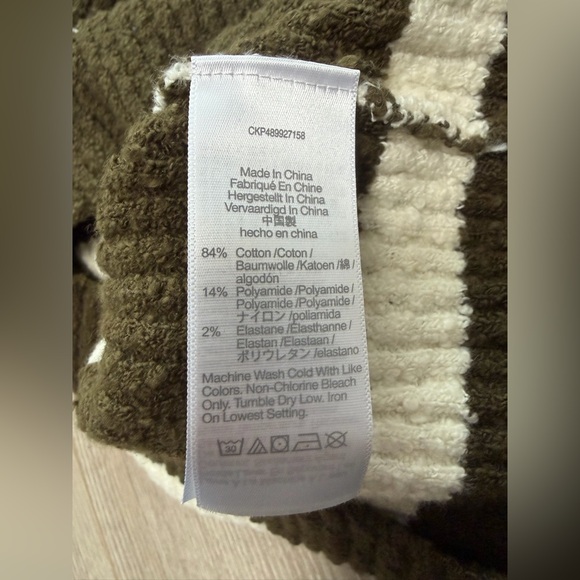 CKP489927158
Made In China
Fabriqué En Chine
Hergestellt In China
Vervaardigd In China
中国製
hecho en china
84% Cotton /Coton /
Baumwolle /Katoen /綿 /
algodón
14% Polyamide /Polyamide /
Polyamide /Polyamide /
ナイロン /poliamida
2% Elastane /Elasthanne /
Elastan /Elastaan /
ポリウレタン /elastano
Machine Wash Cold With Like
Colors. Non-Chlorine Bleach
Only. Tumble Dry Low. Iron
On Lowest Setting.
30